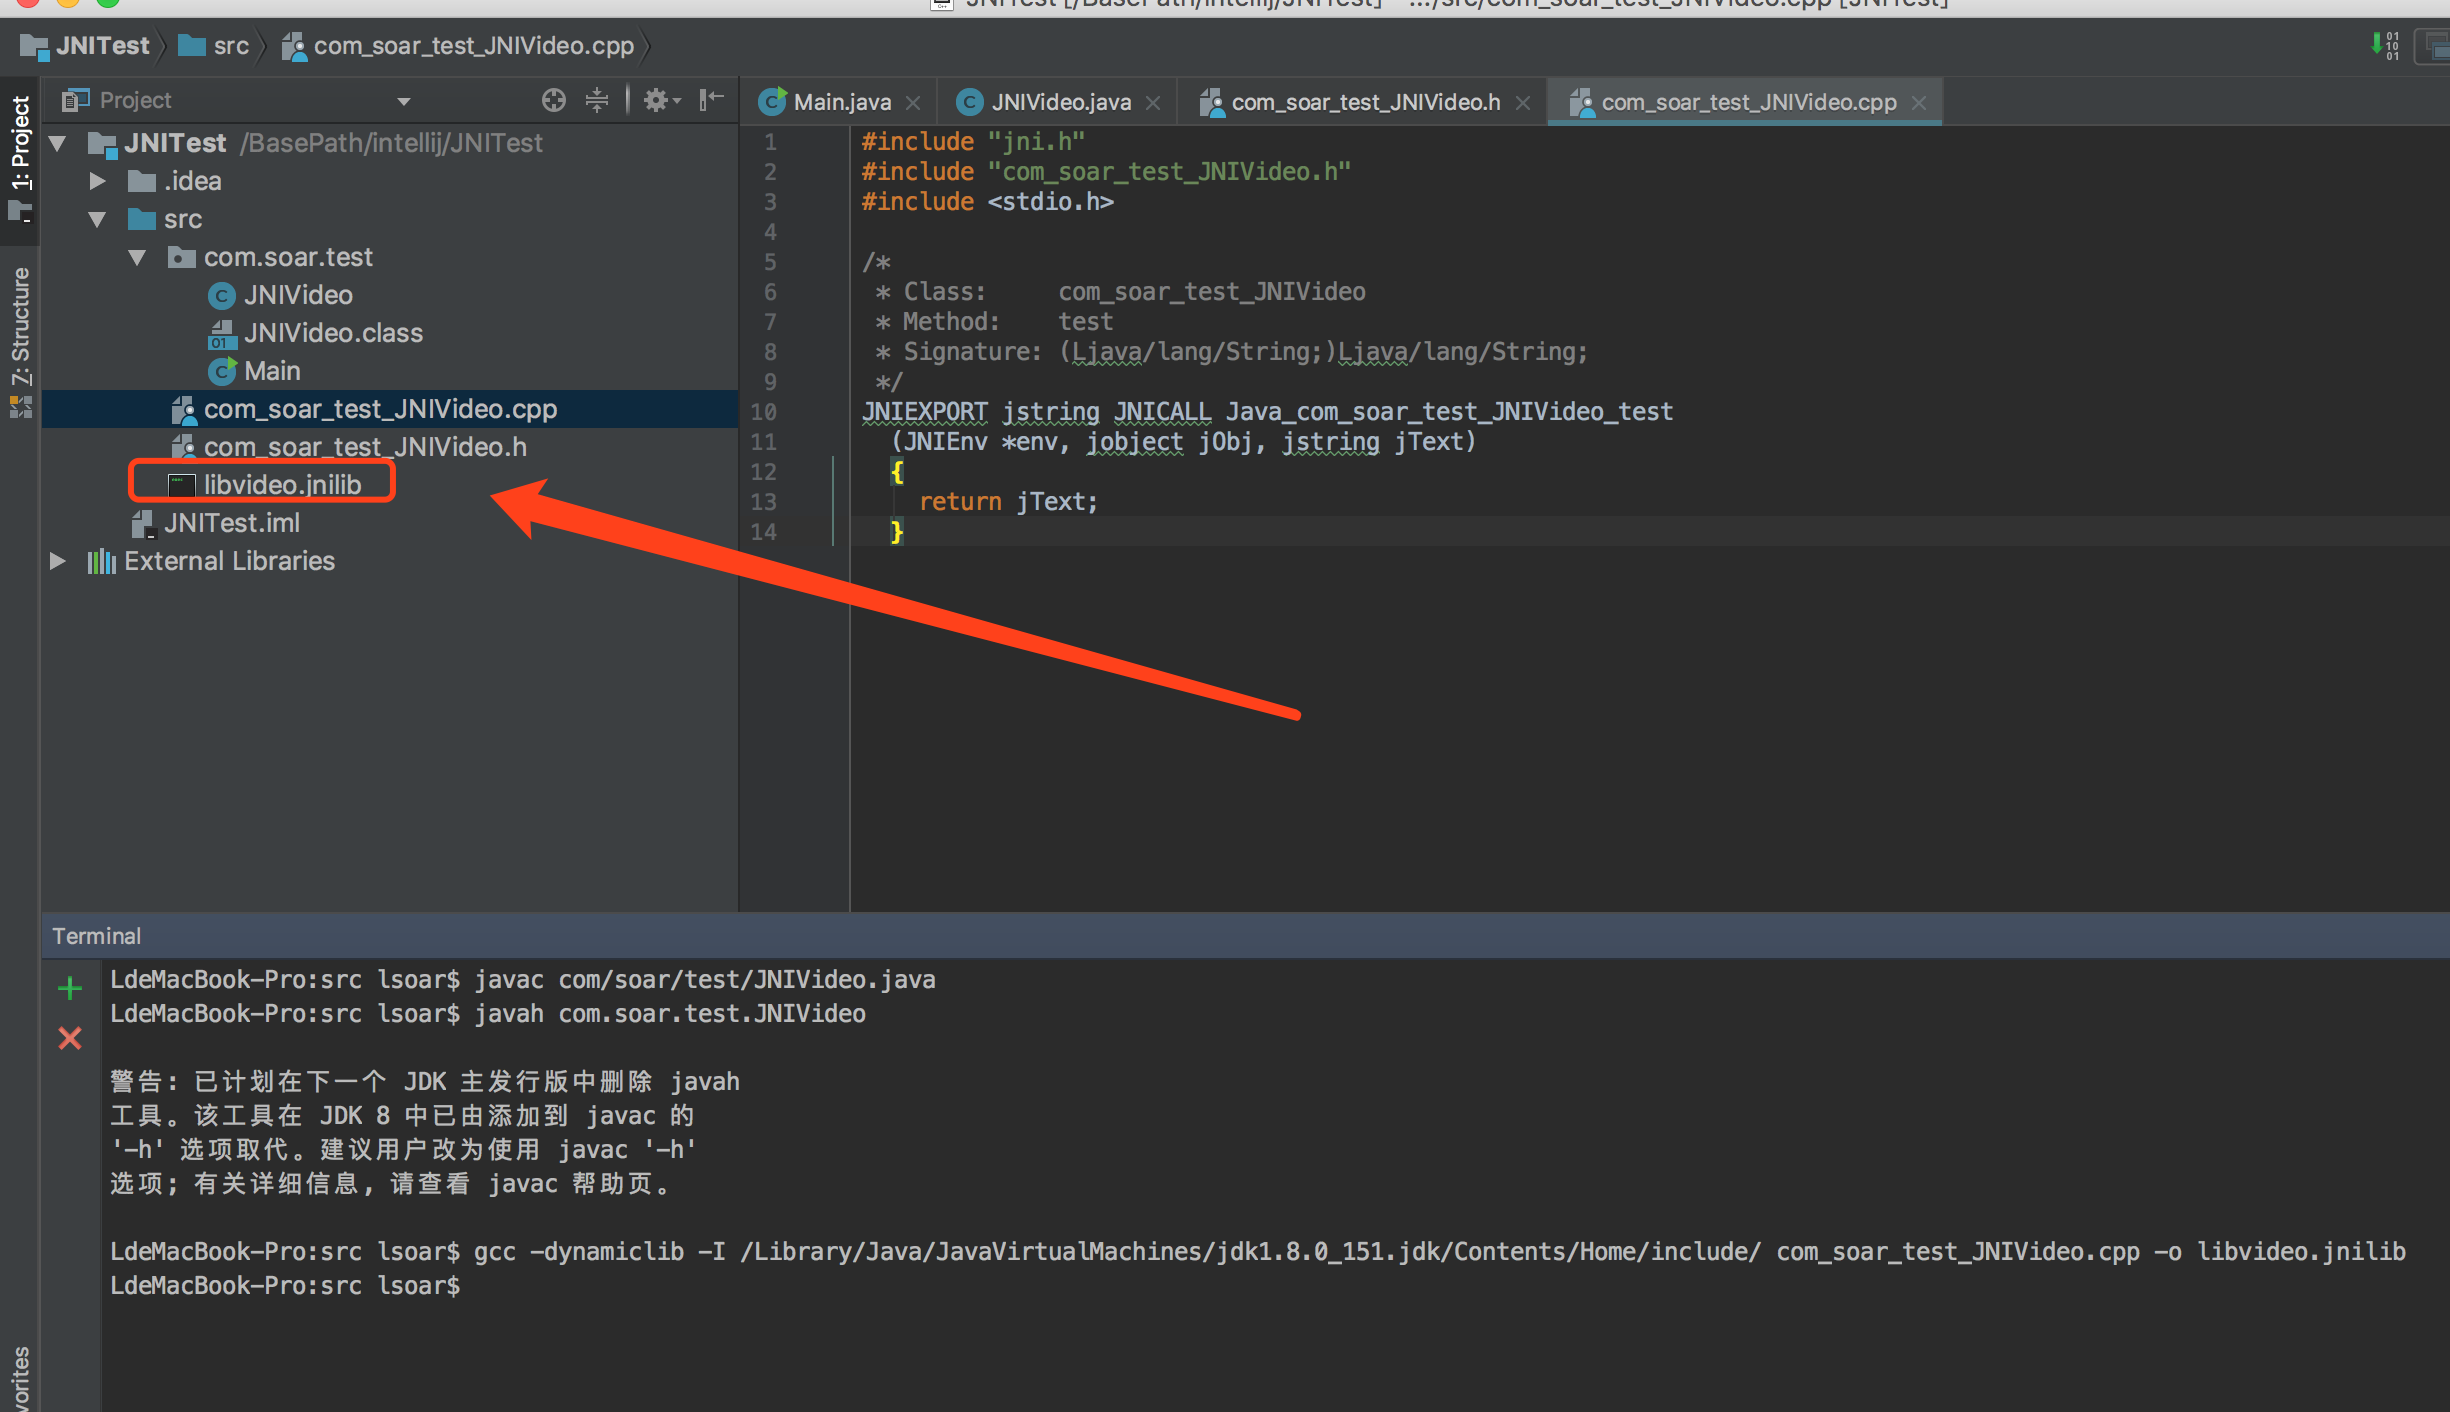 JNITest [/BasePath/intellij/JNITest] - .../src/com_soar_test_JNIVideo.cpp [JNITest]
JNITest src com_soar_test_JNIVideo.cpp
1: Project
7: Structure
Project
JNITest /BasePath/intellij/JNITest
.idea
src
com.soar.test
JNIVideo
JNIVideo.class
Main
com_soar_test_JNIVideo.cpp
com_soar_test_JNIVideo.h
libvideo.jnilib
JNITest.iml
External Libraries
Main.java JNIVideo.java com_soar_test_JNIVideo.h com_soar_test_JNIVideo.cpp
1 #include "jni.h"
2 #include "com_soar_test_JNIVideo.h"
3 #include <stdio.h>
4
5 /*
6  * Class:     com_soar_test_JNIVideo
7  * Method:    test
8  * Signature: (Ljava/lang/String;)Ljava/lang/String;
9  */
10 JNIEXPORT jstring JNICALL Java_com_soar_test_JNIVideo_test
11   (JNIEnv *env, jobject jObj, jstring jText)
12   {
13     return jText;
14   }
Terminal
LdeMacBook-Pro:src lsoar$ javac com/soar/test/JNIVideo.java
LdeMacBook-Pro:src lsoar$ javah com.soar.test.JNIVideo
警告: 已计划在下一个 JDK 主发行版中删除 javah
工具。该工具在 JDK 8 中已由添加到 javac 的
'-h' 选项取代。建议用户改为使用 javac '-h'
选项; 有关详细信息, 请查看 javac 帮助页。
LdeMacBook-Pro:src lsoar$ gcc -dynamiclib -I /Library/Java/JavaVirtualMachines/jdk1.8.0_151.jdk/Contents/Home/include/ com_soar_test_JNIVideo.cpp -o libvideo.jnilib
LdeMacBook-Pro:src lsoar$
vorites